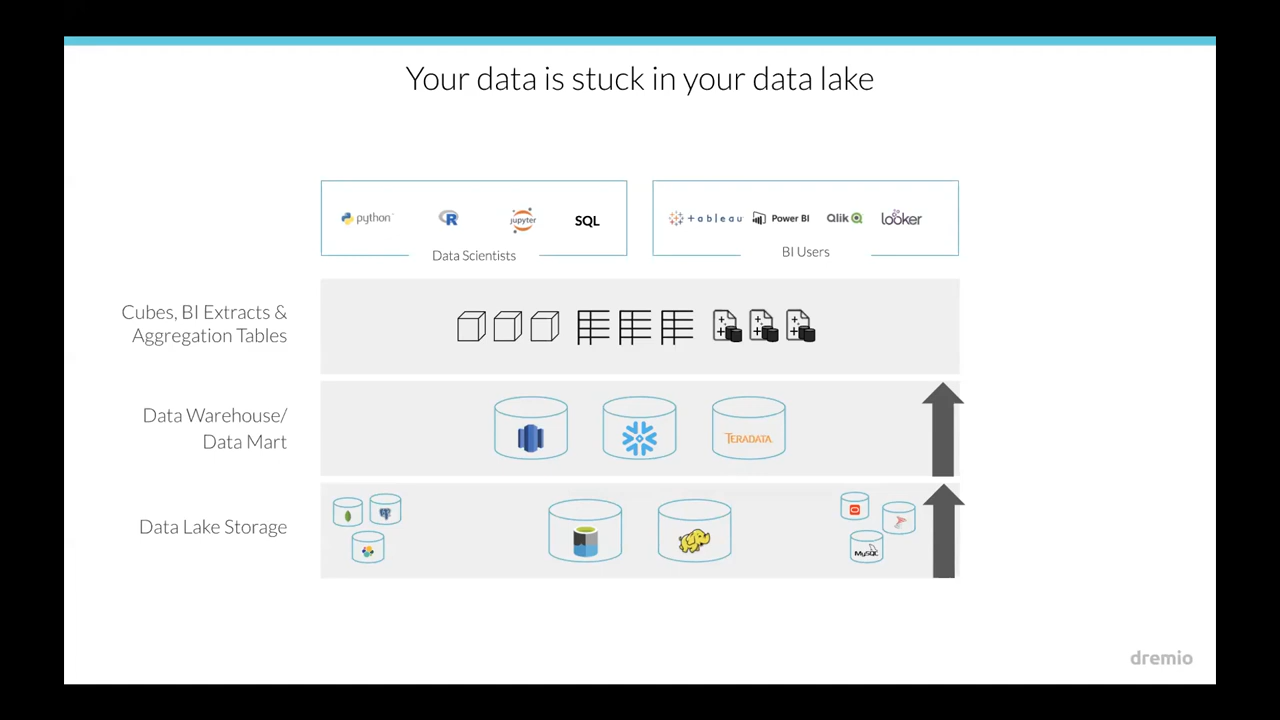 Your data is stuck in your data lake
python
R
jupyter
SQL
Data Scientists
+ a b l e a u
Power BI
Qlik
looker
BI Users
Cubes, BI Extracts &
Aggregation Tables
Data Warehouse/
Data Mart
TERADATA
Data Lake Storage
MySQL
dremio